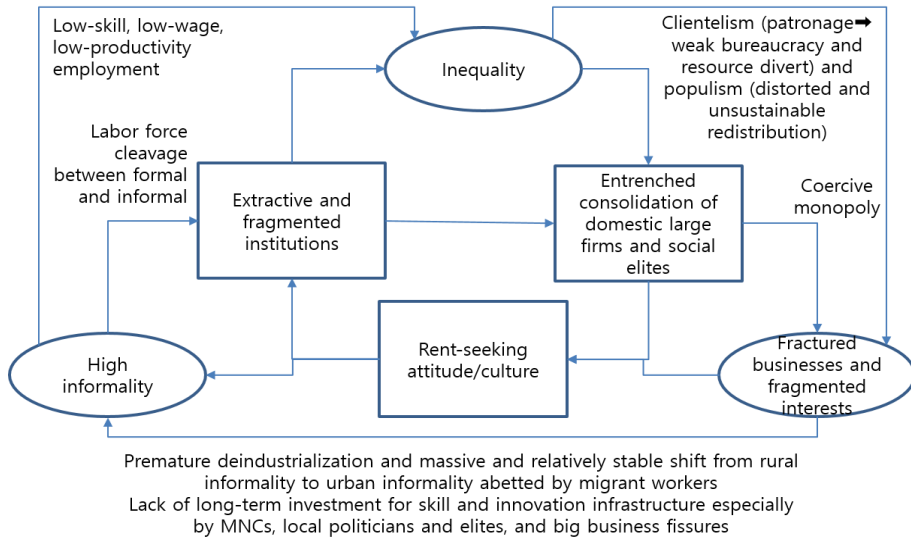 Low-skill, low-wage,
low-productivity
employment
Inequality
Clientelism (patronage➡
weak bureaucracy and
resource divert) and
populism (distorted and
unsustainable
redistribution)
Labor force
cleavage
between formal
and informal
Extractive and
fragmented
institutions
Entrenched
consolidation of
domestic large
firms and social
elites
Coercive
monopoly
High
informality
Rent-seeking
attitude/culture
Fractured
businesses and
fragmented
interests
Premature deindustrialization and massive and relatively stable shift from rural
informality to urban informality abetted by migrant workers
Lack of long-term investment for skill and innovation infrastructure especially
by MNCs, local politicians and elites, and big business fissures